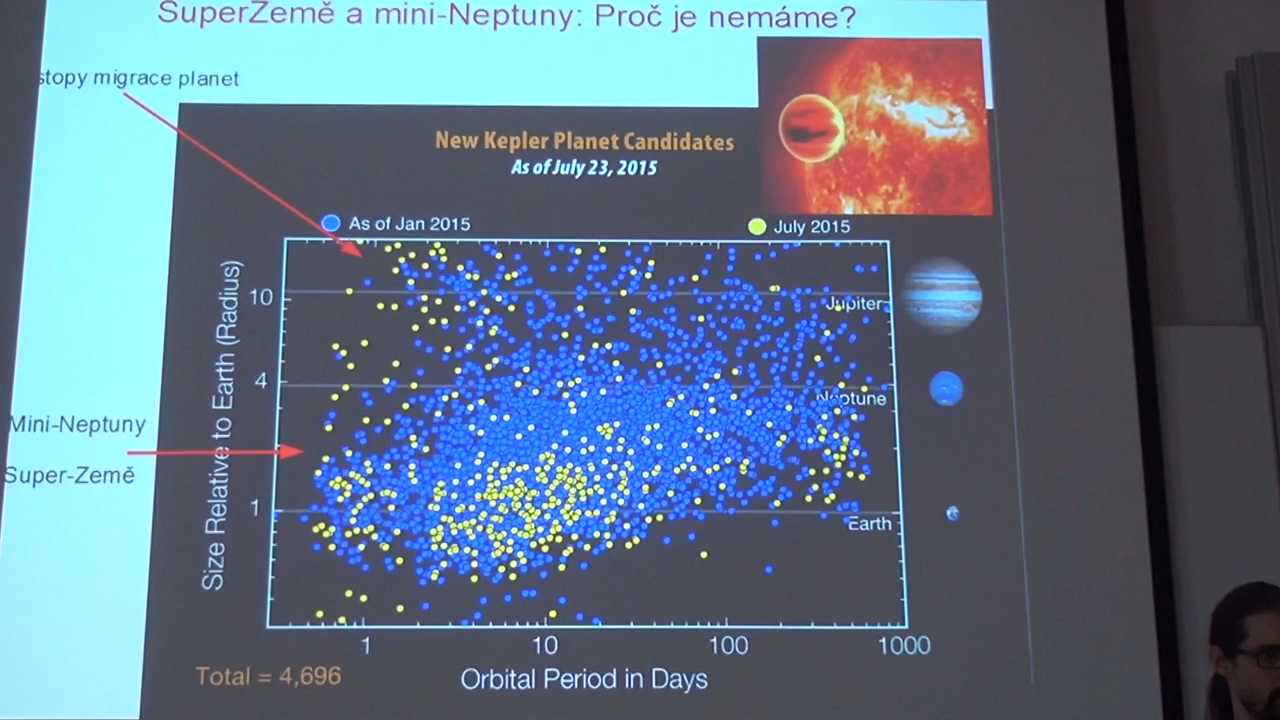 SuperZemě a mini-Neptuny: Proč je nemáme?
stopy migrace planet
New Kepler Planet Candidates
As of July 23, 2015
As of Jan 2015
July 2015
Size Relative to Earth (Radius)
10
4
1
Jupiter
Neptune
Earth
Mini-Neptuny
Super-Země
1
10
100
1000
Orbital Period in Days
Total = 4,696